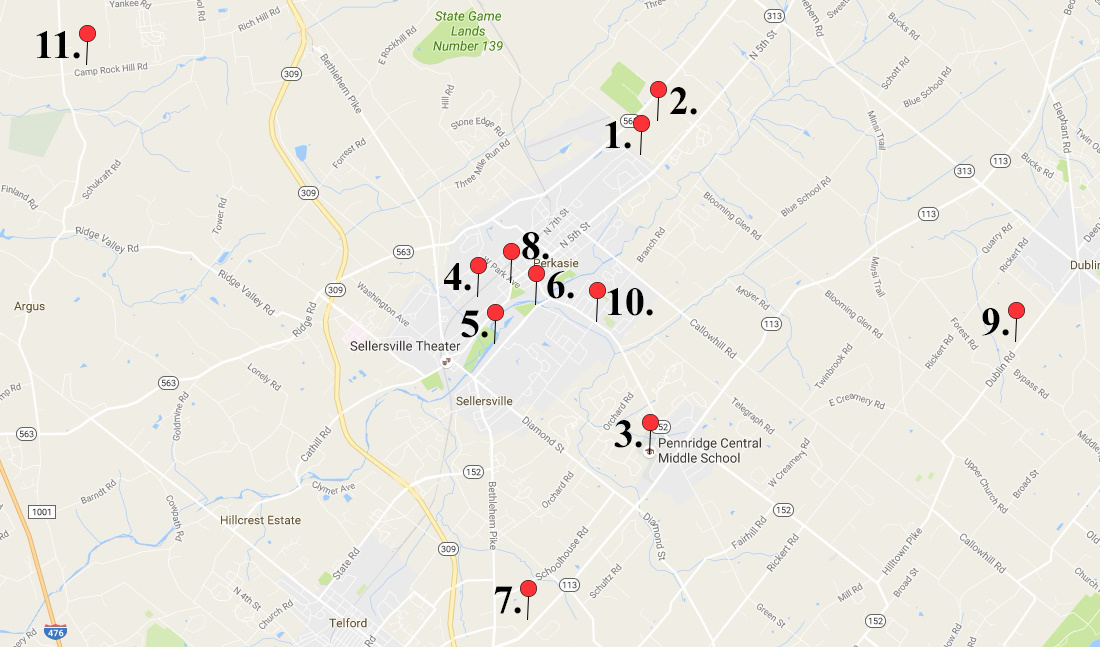 Yankee Rd
Rich Hill Rd
State Game
Lands
Number 139
E Rockhill Rd
313
N 5th St
Bucks Rd
11.
Camp Rock Hill Rd
309
Bethlehem Pike
Hill Rd
Schott Rd
Blue School Rd
2.
1.
Stone Edge Rd
Minsi Trail
Elephant Rd
Forrest Rd
Three Mile Run Rd
113
313
Bucks Rd
Schukraft Rd
Finland Rd
309
Tower Rd
Blue School Rd
Blooming Glen Rd
113
Ridge Valley Rd
563
N 7th St
N 5th St
Branch Rd
Quarry Rd
Rickert Rd
8.
Perkasie
W Park Ave
4.
6.
10.
Dublin
Ridge Valley Rd
309
Washington Ave
Minsi Trail
Moyer Rd
Blooming Glen Rd
Argus
Ridge Rd
5.
113
Callowhill Rd
9.
Forest Rd
Rickert Rd
Dublin Rd
Bypass Rd
Sellersville Theater
Lonely Rd
Twinbrook Rd
563
Goldmine Rd
Sellersville
Orchard Rd
Telegraph Rd
E Creamery Rd
563
Cathill Rd
Diamond St
3.
Pennridge Central
Middle School
W Creamery Rd
152
Orchard Rd
Upper Church Rd
Broad St
Barndt Rd
Clymer Ave
Cowpath Rd
Bethlehem Pike
1001
Hillcrest Estate
152
Diamond St
Fairhill Rd
Rickert Rd
Hilltown Pike
Callowhill Rd
309
State Rd
Schoolhouse Rd
113
Schultz Rd
Mill Rd
Broad St
7.
N 4th St
Church Rd
Green St
152
476
Telford